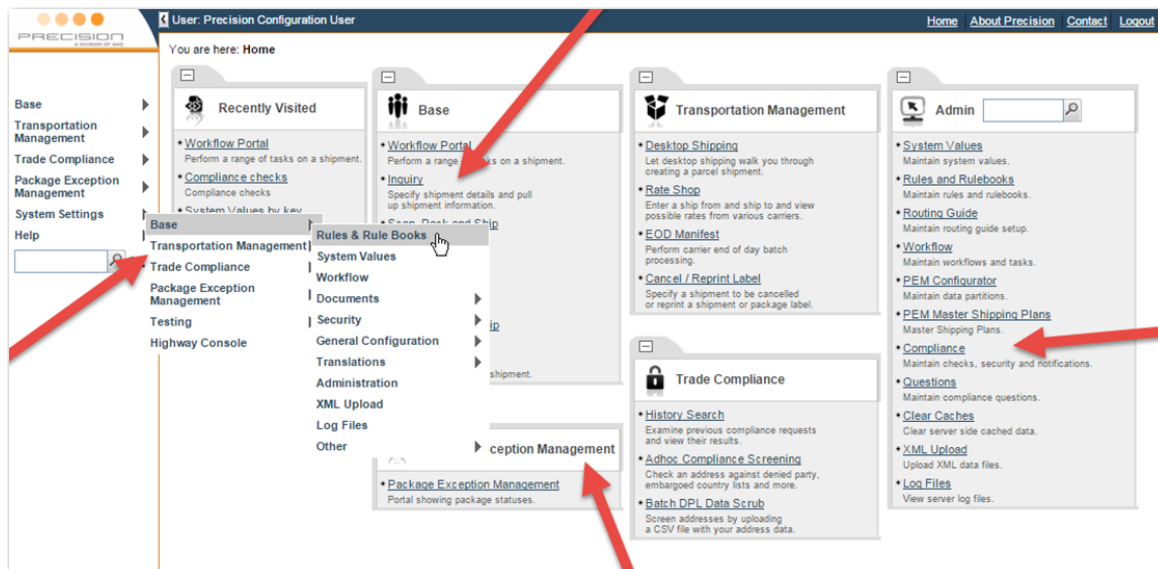 PRECISION
A DIVISION OF QAD
User: Precision Configuration User
Home
About Precision
Contact
Logout
You are here: Home
Base
Transportation
Management
Trade Compliance
Package Exception
Management
System Settings
Help
Base
Transportation Management
Trade Compliance
Package Exception
Management
Testing
Highway Console
Rules & Rule Books
System Values
Workflow
Documents
Security
General Configuration
Translations
Administration
XML Upload
Log Files
Other
Recently Visited
Workflow Portal
Perform a range of tasks on a shipment.
Compliance checks
Compliance checks
System Values by key
Base
Workflow Portal
Perform a range of tasks on a shipment.
Inquiry
Specify shipment details and pull
up shipment information.
Scan, Pack and Ship
ip
shipment.
ception Management
Package Exception Management
Portal showing package statuses.
Transportation Management
Desktop Shipping
Let desktop shipping walk you through
creating a parcel shipment.
Rate Shop
Enter a ship from and ship to and view
possible rates from various carriers.
EOD Manifest
Perform carrier end of day batch
processing.
Cancel / Reprint Label
Specify a shipment to be cancelled
or reprint a shipment or package label.
Trade Compliance
History Search
Examine previous compliance requests
and view their results.
Adhoc Compliance Screening
Check an address against denied party,
embargoed country lists and more.
Batch DPL Data Scrub
Screen addresses by uploading
a CSV file with your address data.
Admin
System Values
Maintain system values.
Rules and Rulebooks
Maintain rules and rulebooks.
Routing Guide
Maintain routing guide setup.
Workflow
Maintain workflows and tasks.
PEM Configurator
Maintain data partitions.
PEM Master Shipping Plans
Master Shipping Plans.
Compliance
Maintain checks, security and notifications.
Questions
Maintain compliance questions.
Clear Caches
Clear server side cached data.
XML Upload
Upload XML data files.
Log Files
View server log files.